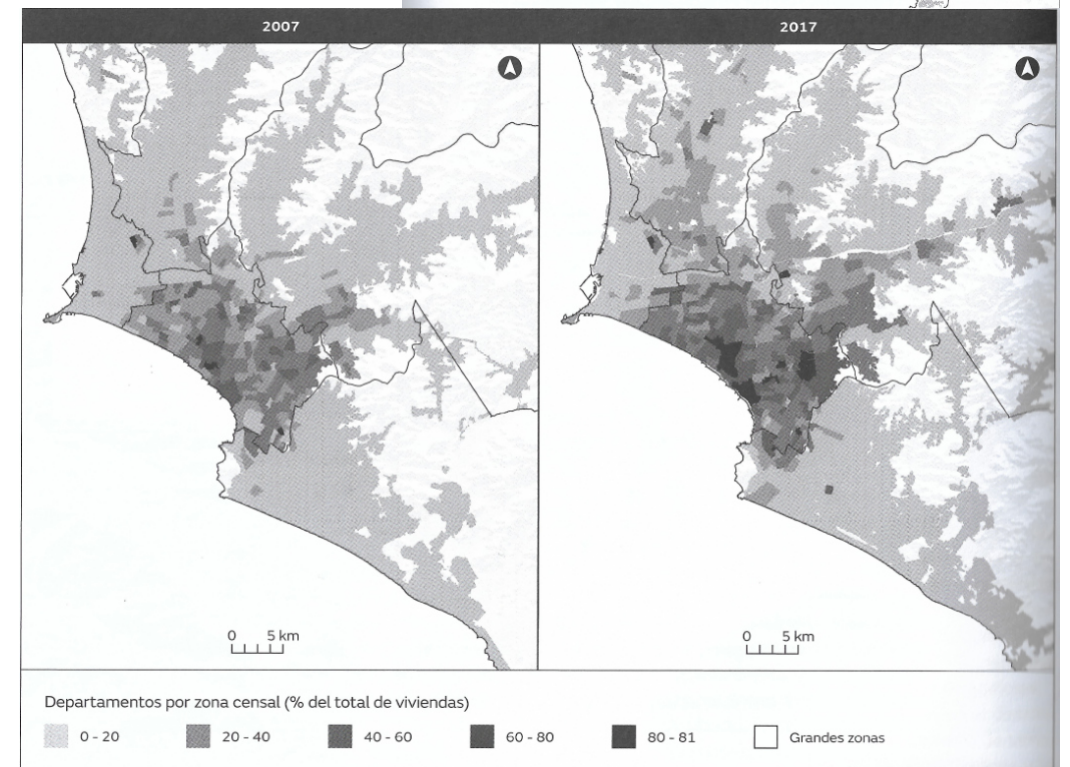 2007
2017
0 5 km
0 5 km
Departamentos por zona censal (% del total de viviendas)
0 - 20
20 - 40
40 - 60
60 - 80
80 - 81
Grandes zonas